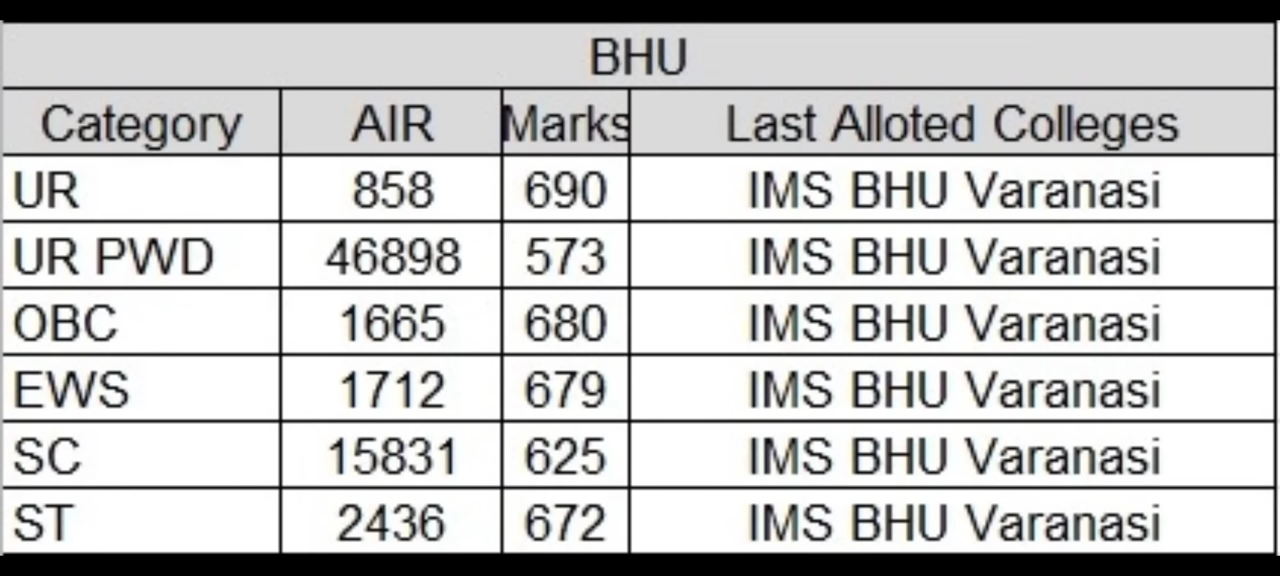 BHU
Category AIR Marks Last Alloted Colleges
UR 858 690 IMS BHU Varanasi
UR PWD 46898 573 IMS BHU Varanasi
OBC 1665 680 IMS BHU Varanasi
EWS 1712 679 IMS BHU Varanasi
SC 15831 625 IMS BHU Varanasi
ST 2436 672 IMS BHU Varanasi